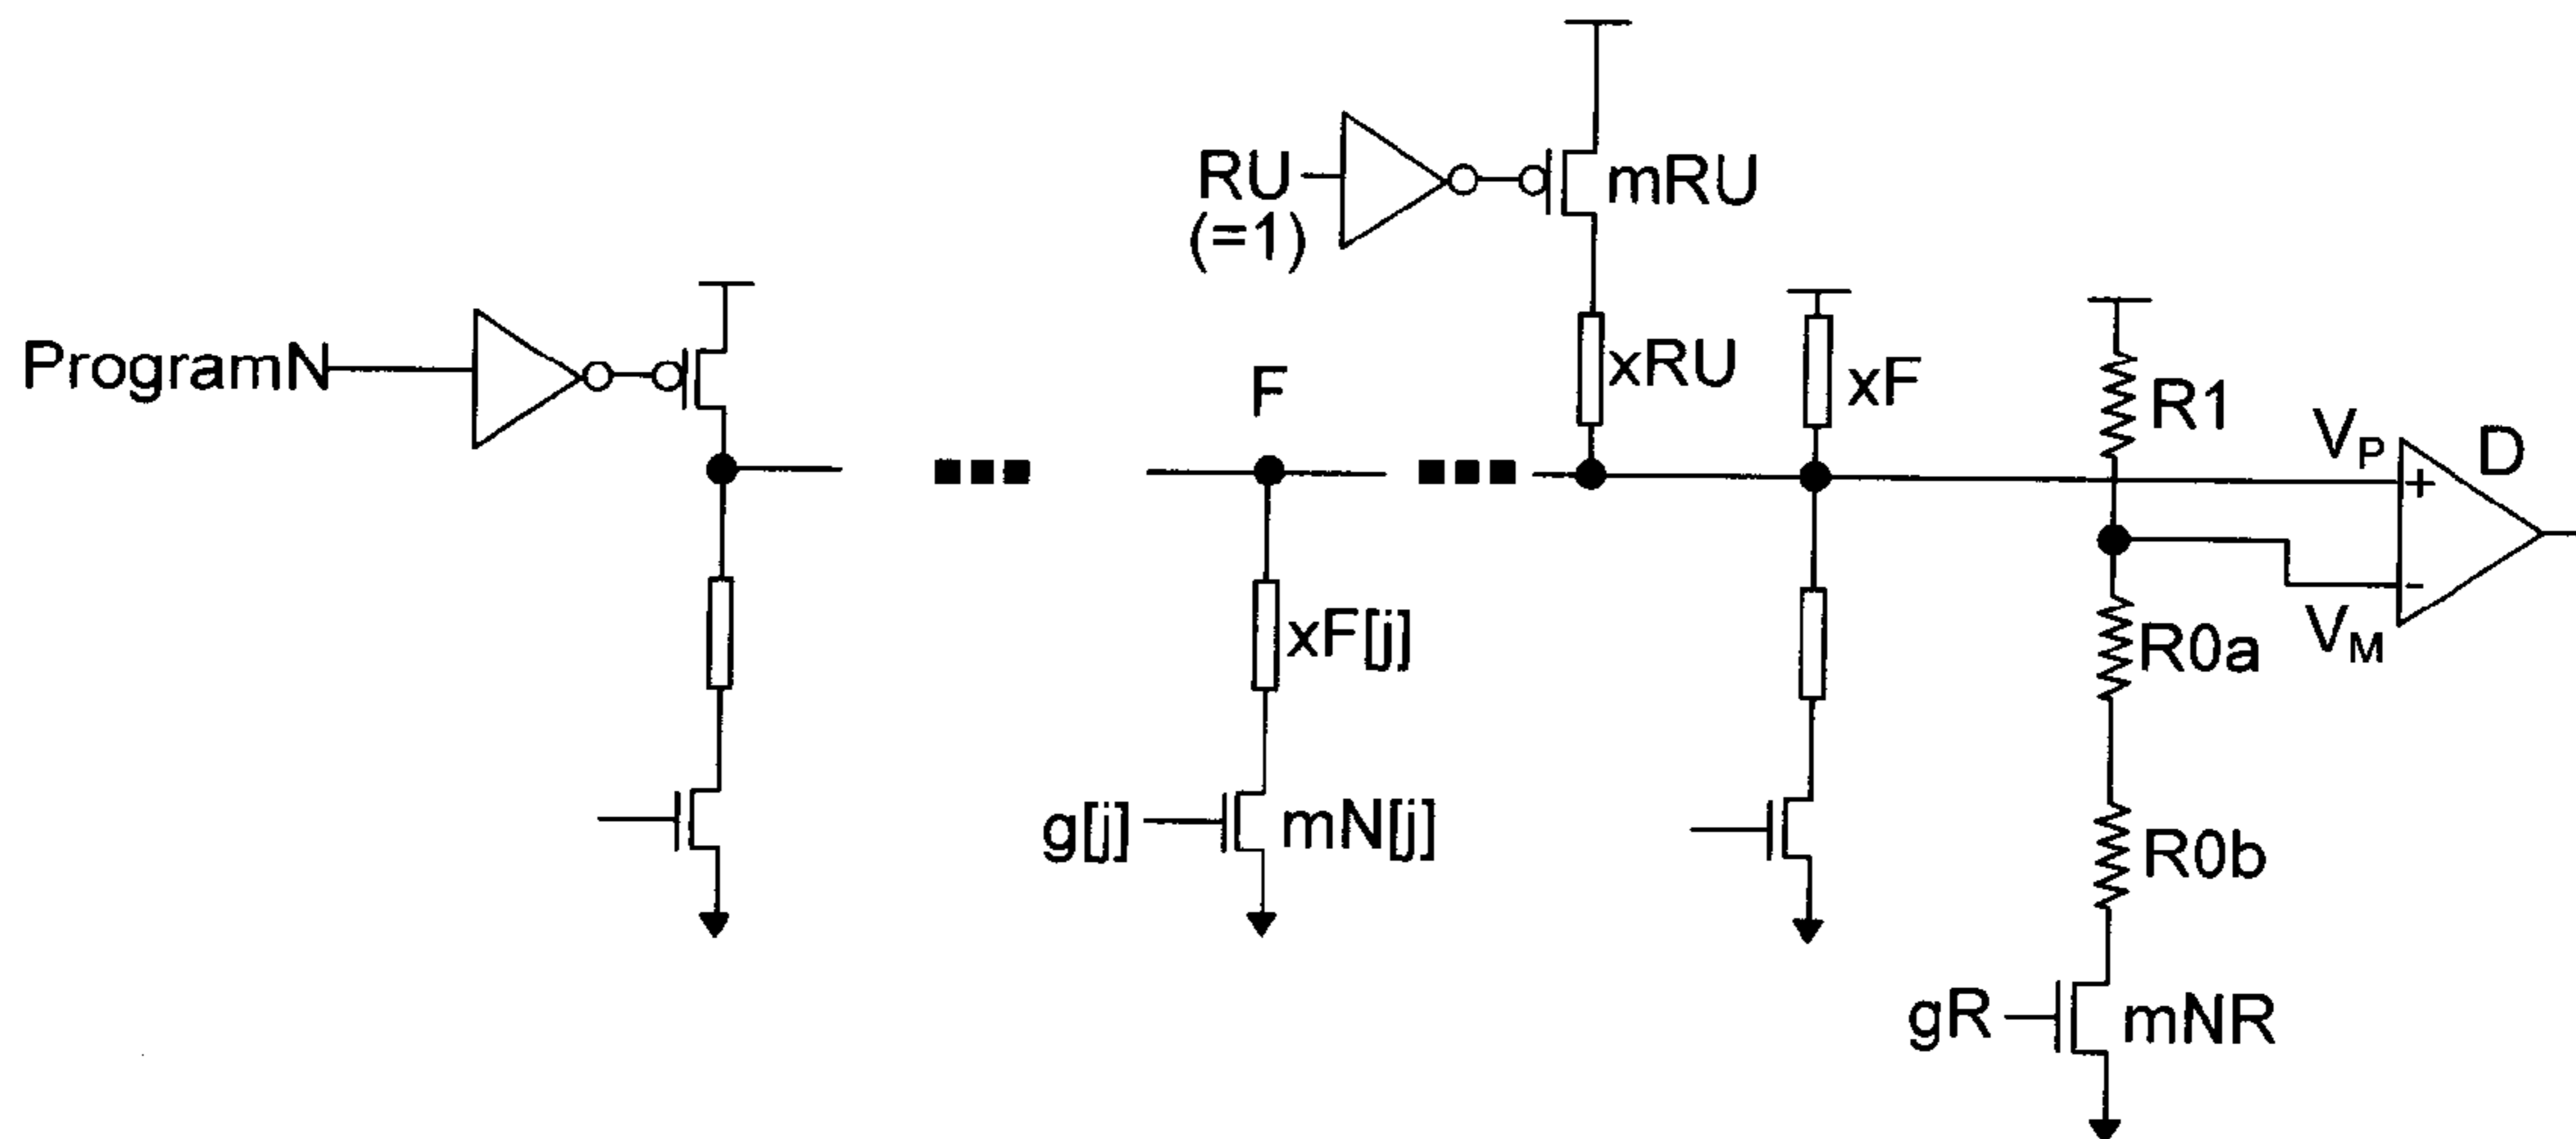 RU
(=1)
mRU
ProgramN
F
xRU
xF
R1
VP
D
+
-
VM
xF[j]
R0a
g[j]
mN[j]
R0b
gR
mNR